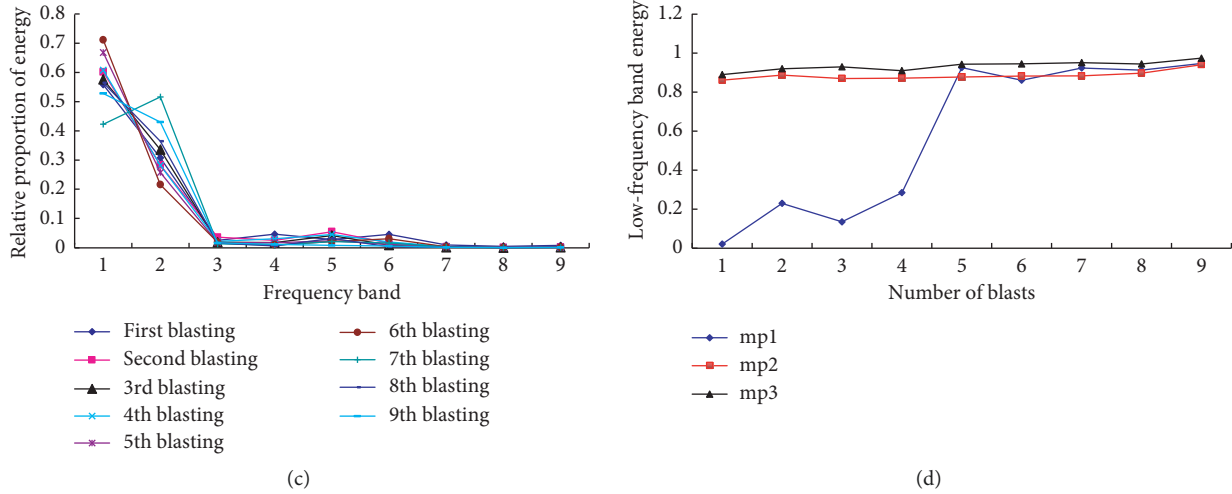 Relative proportion of energy
0.8
0.7
0.6
0.5
0.4
0.3
0.2
0.1
0
1 2 3 4 5 6 7 8 9
Frequency band
First blasting
Second blasting
3rd blasting
4th blasting
5th blasting
6th blasting
7th blasting
8th blasting
9th blasting
(c)
Low-frequency band energy
1.2
1
0.8
0.6
0.4
0.2
0
1 2 3 4 5 6 7 8 9
Number of blasts
mp1
mp2
mp3
(d)